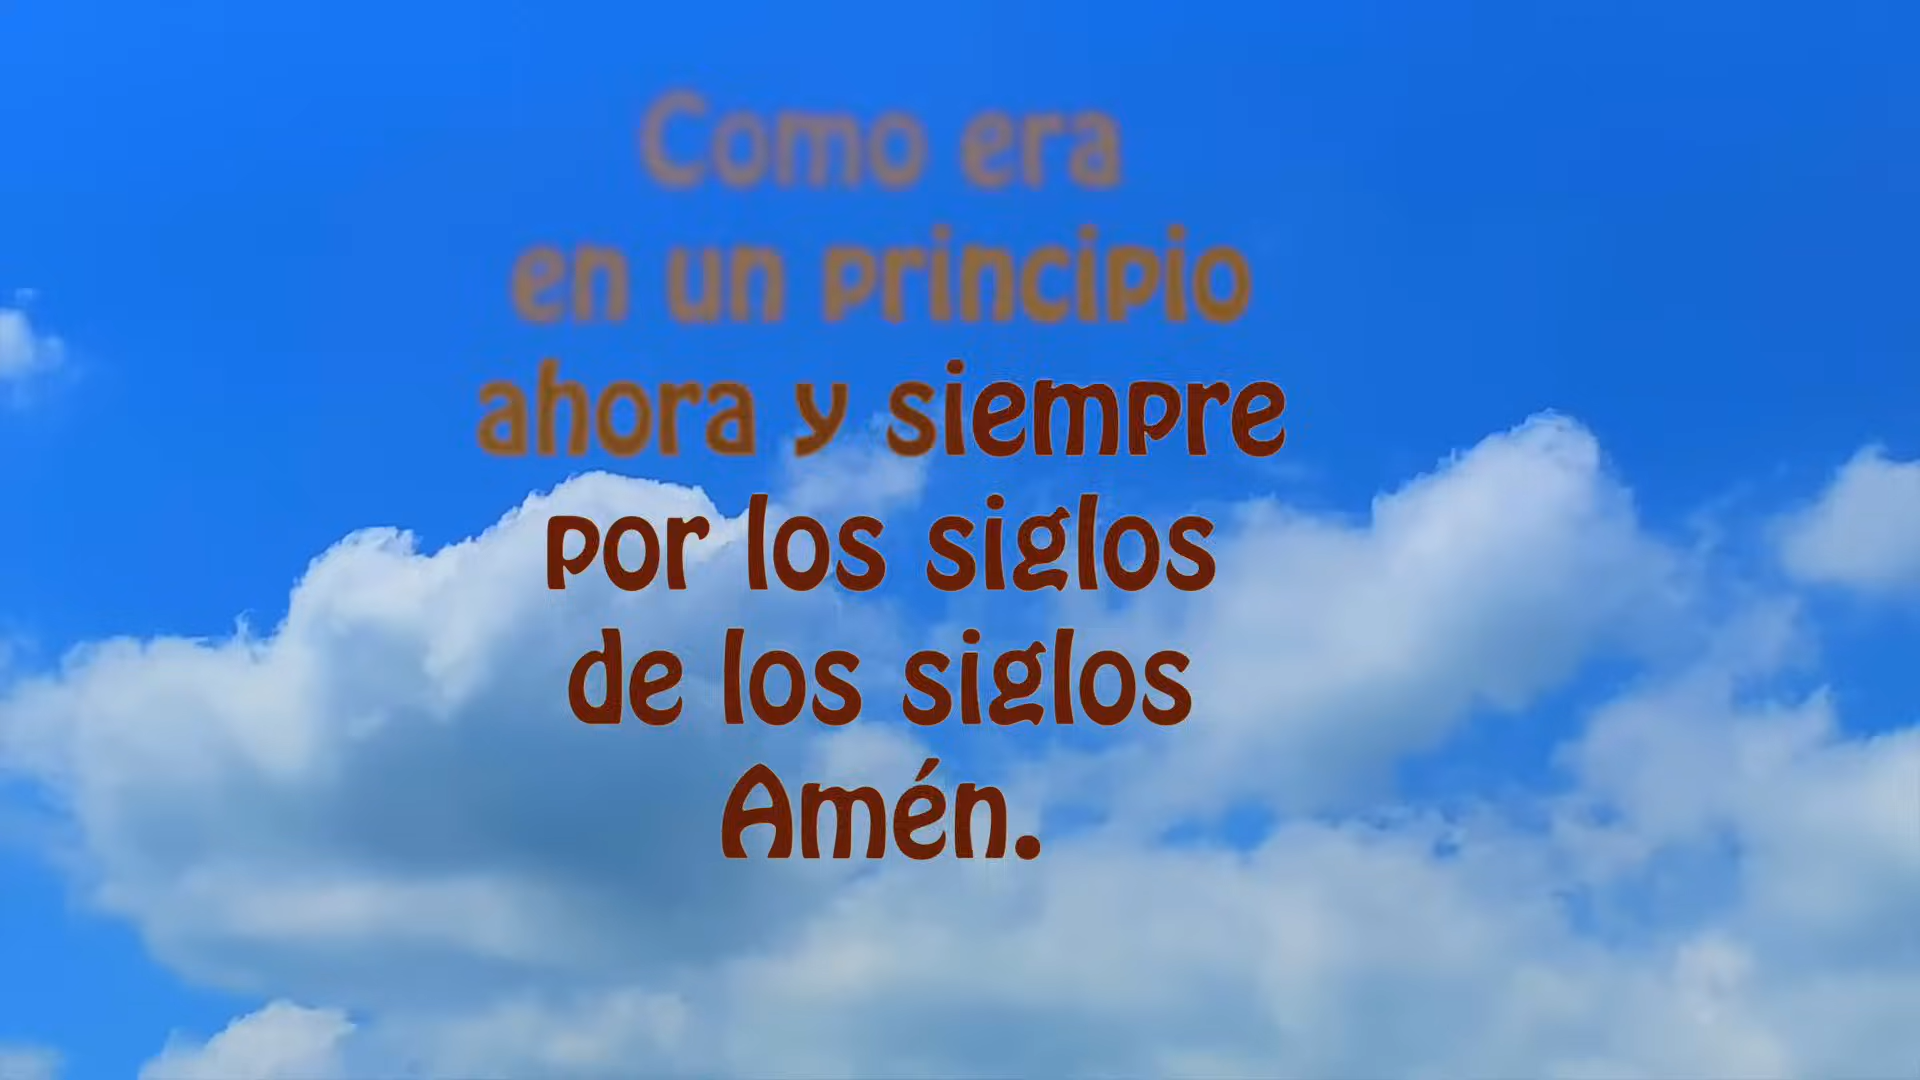 Como era
en un principio
ahora y siempre
por los siglos
de los siglos
Amén.